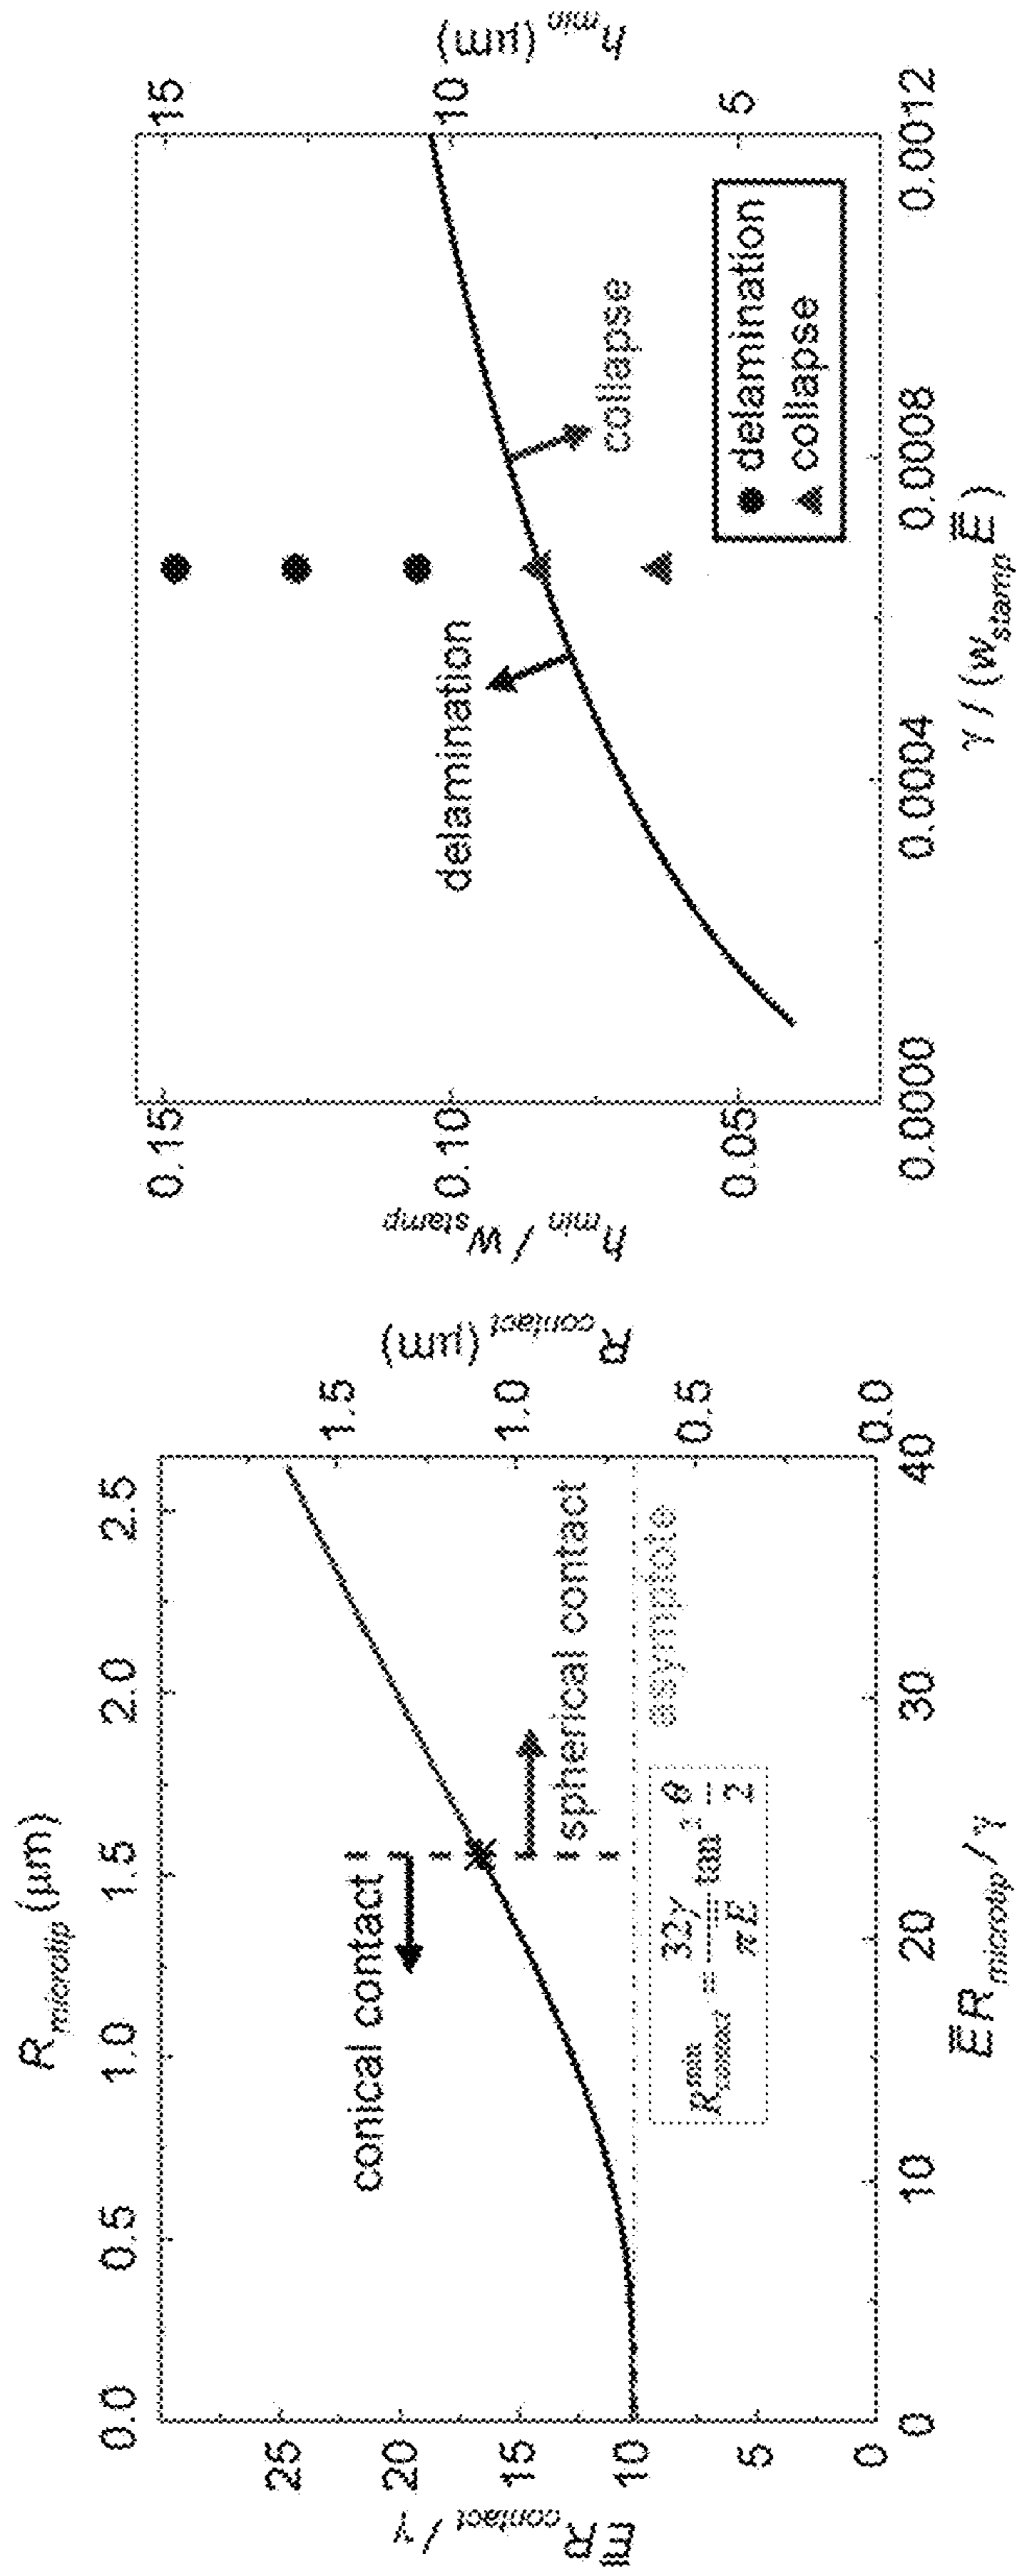 R_microtip (μm)
0.0
0.5
1.0
1.5
2.0
2.5
25
20
15
10
5
0
ĒR_contact / γ
conical contact
spherical contact
asymptote
R^min_contact = 32γ/πĒ tan² θ/2
1.5
1.0
0.5
0.0
R_contact (μm)
0
10
20
30
40
ĒR_microtip/γ
0.15
0.10
0.05
h_min / w_stamp
delamination
collapse
● delamination
▲ collapse
15
10
5
h_min (μm)
0.0000
0.0004
0.0008
0.0012
γ / (w_stamp Ē)